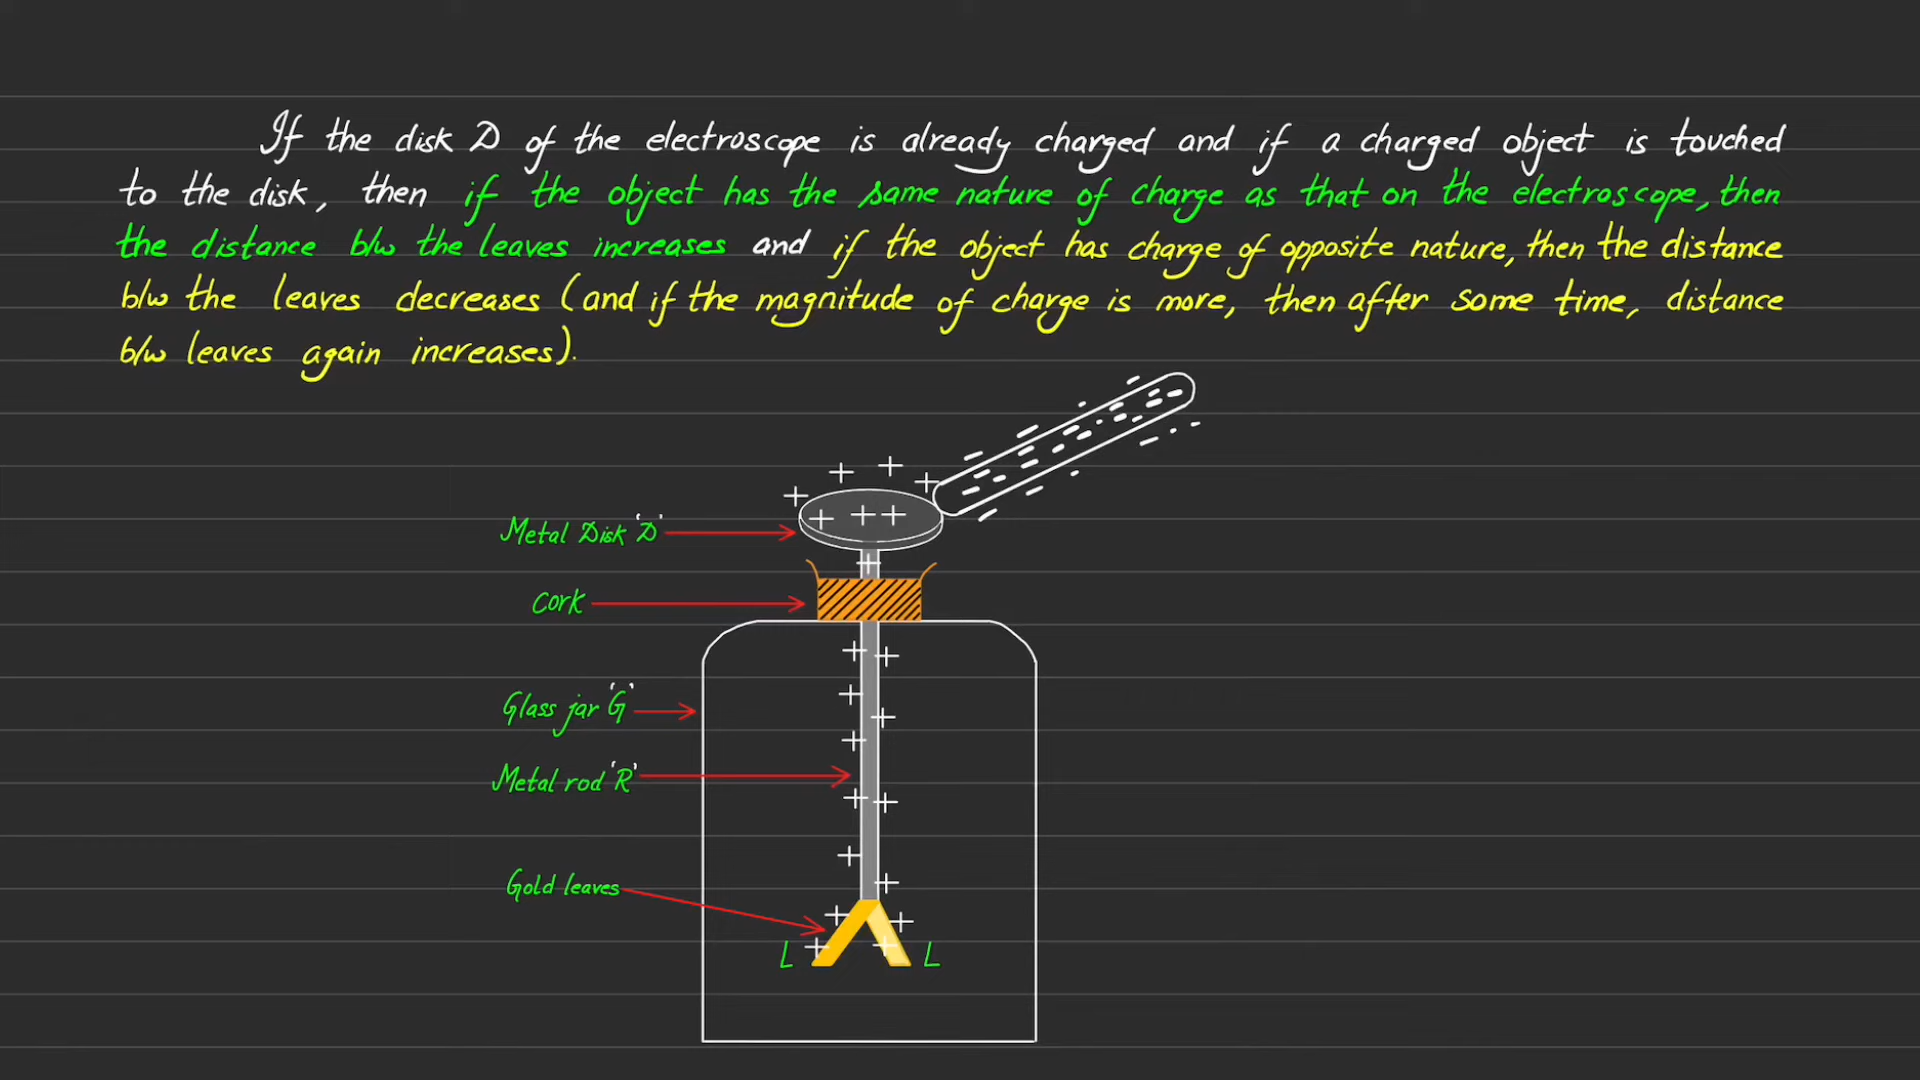 If the disk D of the electroscope is already charged and if a charged object is touched
to the disk, then if the object has the same nature of charge as that on the electroscope, then
the distance b/w the leaves increases and if the object has charge of opposite nature, then the distance
b/w the leaves decreases (and if the magnitude of charge is more, then after some time, distance
b/w leaves again increases).
Metal Disk 'D'
Cork
Glass jar 'G'
Metal rod 'R'
Gold leaves
L L